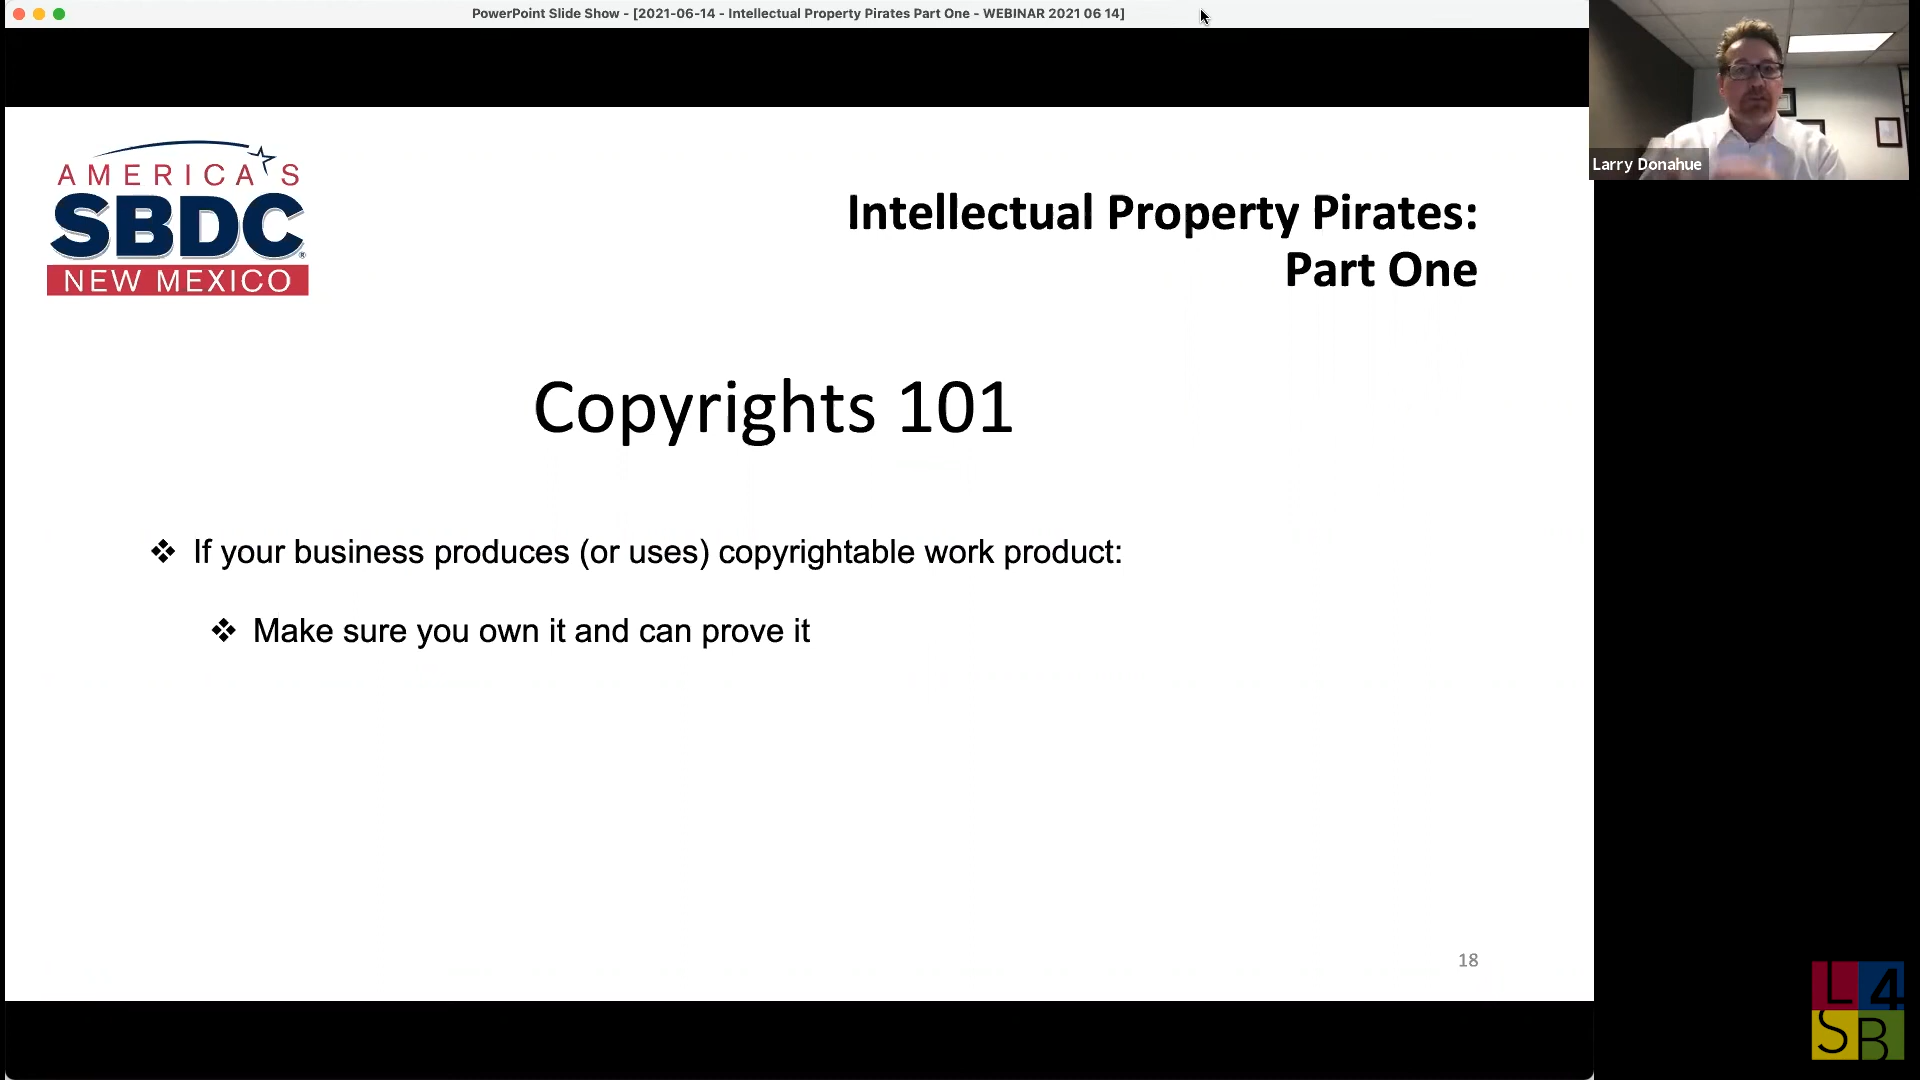 PowerPoint Slide Show - [2021-06-14 - Intellectual Property Pirates Part One - WEBINAR 2021 06 14]
Larry Donahue
AMERICA'S
SBDC
NEW MEXICO
Intellectual Property Pirates:
Part One
Copyrights 101
❖ If your business produces (or uses) copyrightable work product:
❖ Make sure you own it and can prove it
18
L4
SB